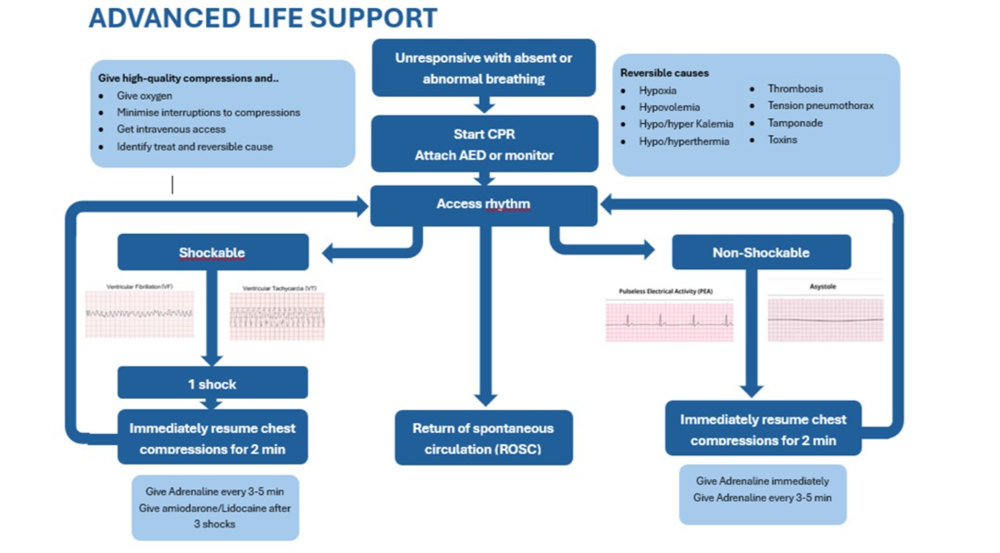 ADVANCED LIFE SUPPORT
Unresponsive with absent or
abnormal breathing
Give high-quality compressions and..
• Give oxygen
• Minimise interruptions to compressions
• Get intravenous access
• Identify treat and reversible cause
Reversible causes
• Hypoxia
• Hypovolemia
• Hypo/hyper Kalemia
• Hypo/hyperthermia
• Thrombosis
• Tension pneumothorax
• Tamponade
• Toxins
Start CPR
Attach AED or monitor
Access rhythm
Shockable
Non-Shockable
Ventricular Fibrillation (VF)
Ventricular Tachycardia (VT)
Pulseless Electrical Activity (PEA)
Asystole
1 shock
Immediately resume chest
compressions for 2 min
Return of spontaneous
circulation (ROSC)
Immediately resume chest
compressions for 2 min
Give Adrenaline every 3-5 min
Give amiodarone/Lidocaine after
3 shocks
Give Adrenaline immediately
Give Adrenaline every 3-5 min